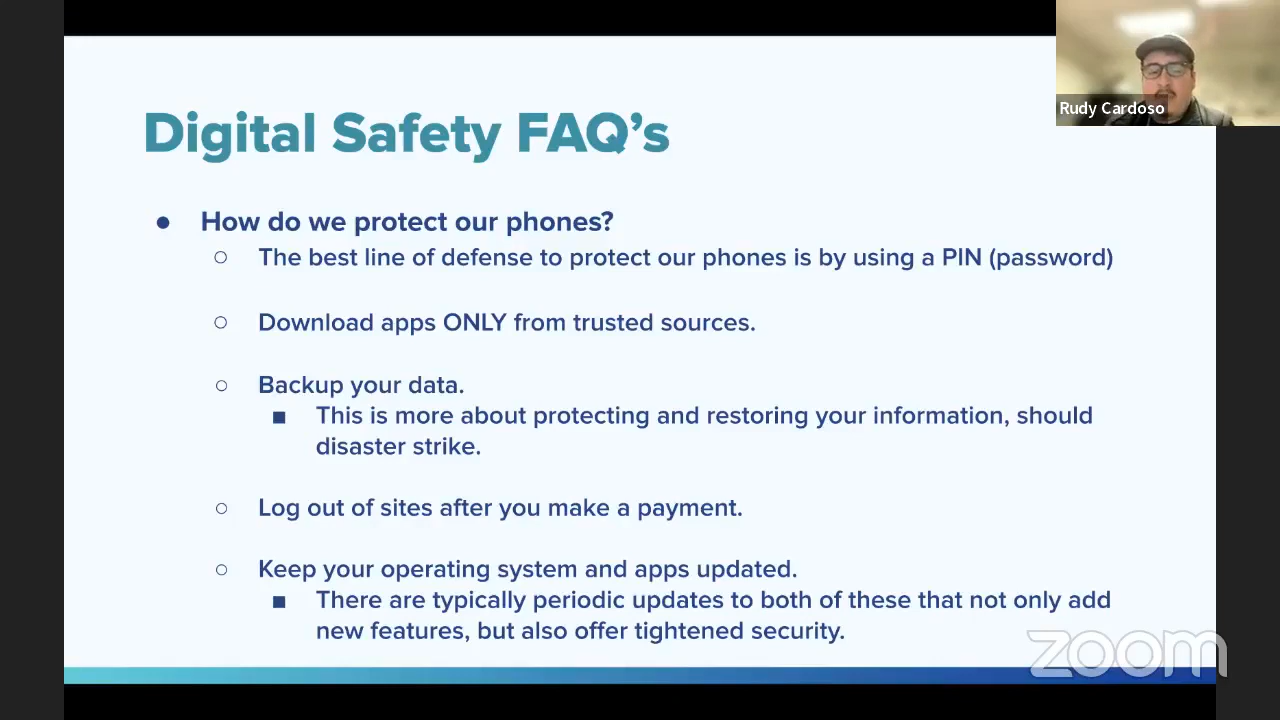 Digital Safety FAQ’s
● How do we protect our phones?
○ The best line of defense to protect our phones is by using a PIN (password)
○ Download apps ONLY from trusted sources.
○ Backup your data.
■ This is more about protecting and restoring your information, should
disaster strike.
○ Log out of sites after you make a payment.
○ Keep your operating system and apps updated.
■ There are typically periodic updates to both of these that not only add
new features, but also offer tightened security.
Rudy Cardoso
zoom